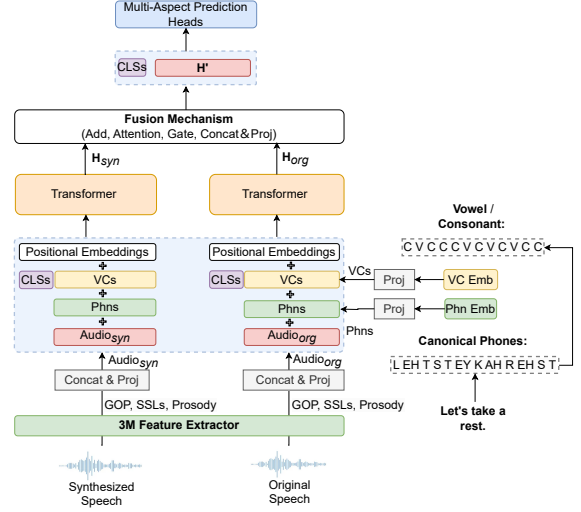 Multi-Aspect Prediction
Heads
CLSs
H'
Fusion Mechanism
(Add, Attention, Gate, Concat & Proj)
Hsyn
Horg
Transformer
Transformer
Positional Embeddings
Positional Embeddings
CLSs
VCs
CLSs
VCs
Phns
Phns
Audiosyn
Audioorg
Audiosyn
Audioorg
Concat & Proj
Concat & Proj
GOP, SSLs, Prosody
GOP, SSLs, Prosody
3M Feature Extractor
Synthesized
Speech
Original
Speech
VCs
Proj
VC Emb
Phns
Proj
Phn Emb
Vowel /
Consonant:
C V C C C V C V C V C C
Canonical Phones:
L EH T S T EY K AH R EH S T
Let's take a
rest.